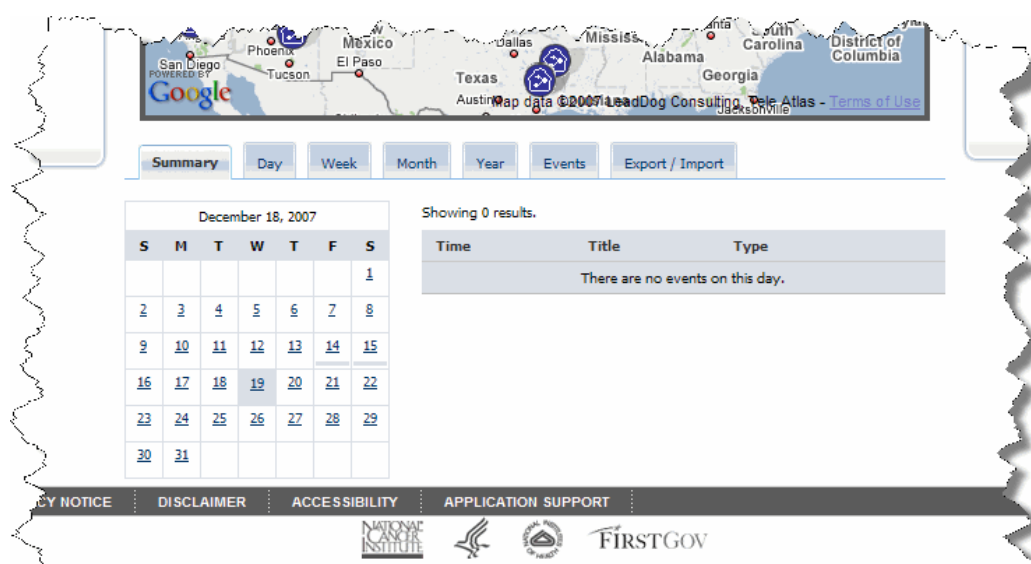 Phoenix
Mexico
Dallas
Mississ
South
Carolina
District of
Columbia
San Diego
El Paso
Alabama
POWERED BY
Google
Tucson
Texas
Georgia
Austin
Map data ©2007 LeadDog Consulting, Tele Atlas - Terms of Use
Jacksonville
Summary Day Week Month Year Events Export / Import
December 18, 2007
S M T W T F S
1
2 3 4 5 6 7 8
9 10 11 12 13 14 15
16 17 18 19 20 21 22
23 24 25 26 27 28 29
30 31
Showing 0 results.
Time Title Type
There are no events on this day.
CY NOTICE DISCLAIMER ACCESSIBILITY APPLICATION SUPPORT
NATIONAL
CANCER
INSTITUTE
FIRSTGOV